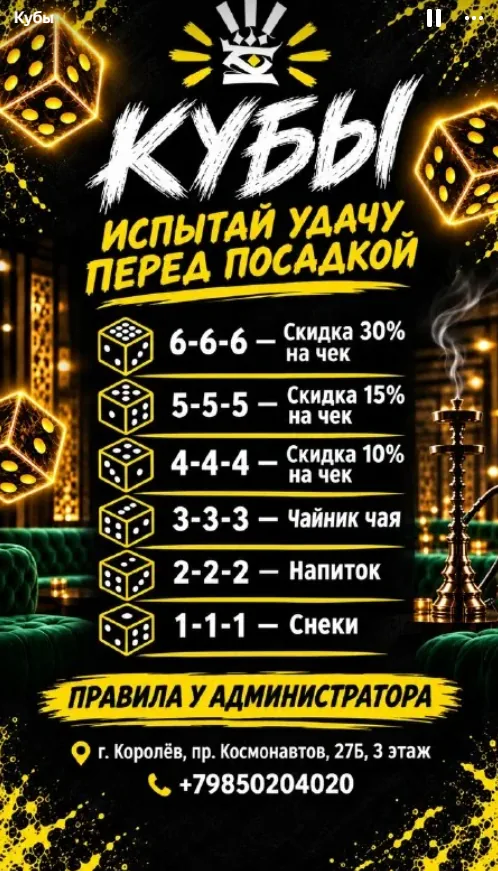 Кубы
КУБЫ
ИСПЫТАЙ УДАЧУ
ПЕРЕД ПОСАДКОЙ
6-6-6 — Скидка 30%
на чек
5-5-5 — Скидка 15%
на чек
4-4-4 — Скидка 10%
на чек
3-3-3 — Чайник чая
2-2-2 — Напиток
1-1-1 — Снеки
ПРАВИЛА У АДМИНИСТРАТОРА
г. Королёв, пр. Космонавтов, 27Б, 3 этаж
+79850204020